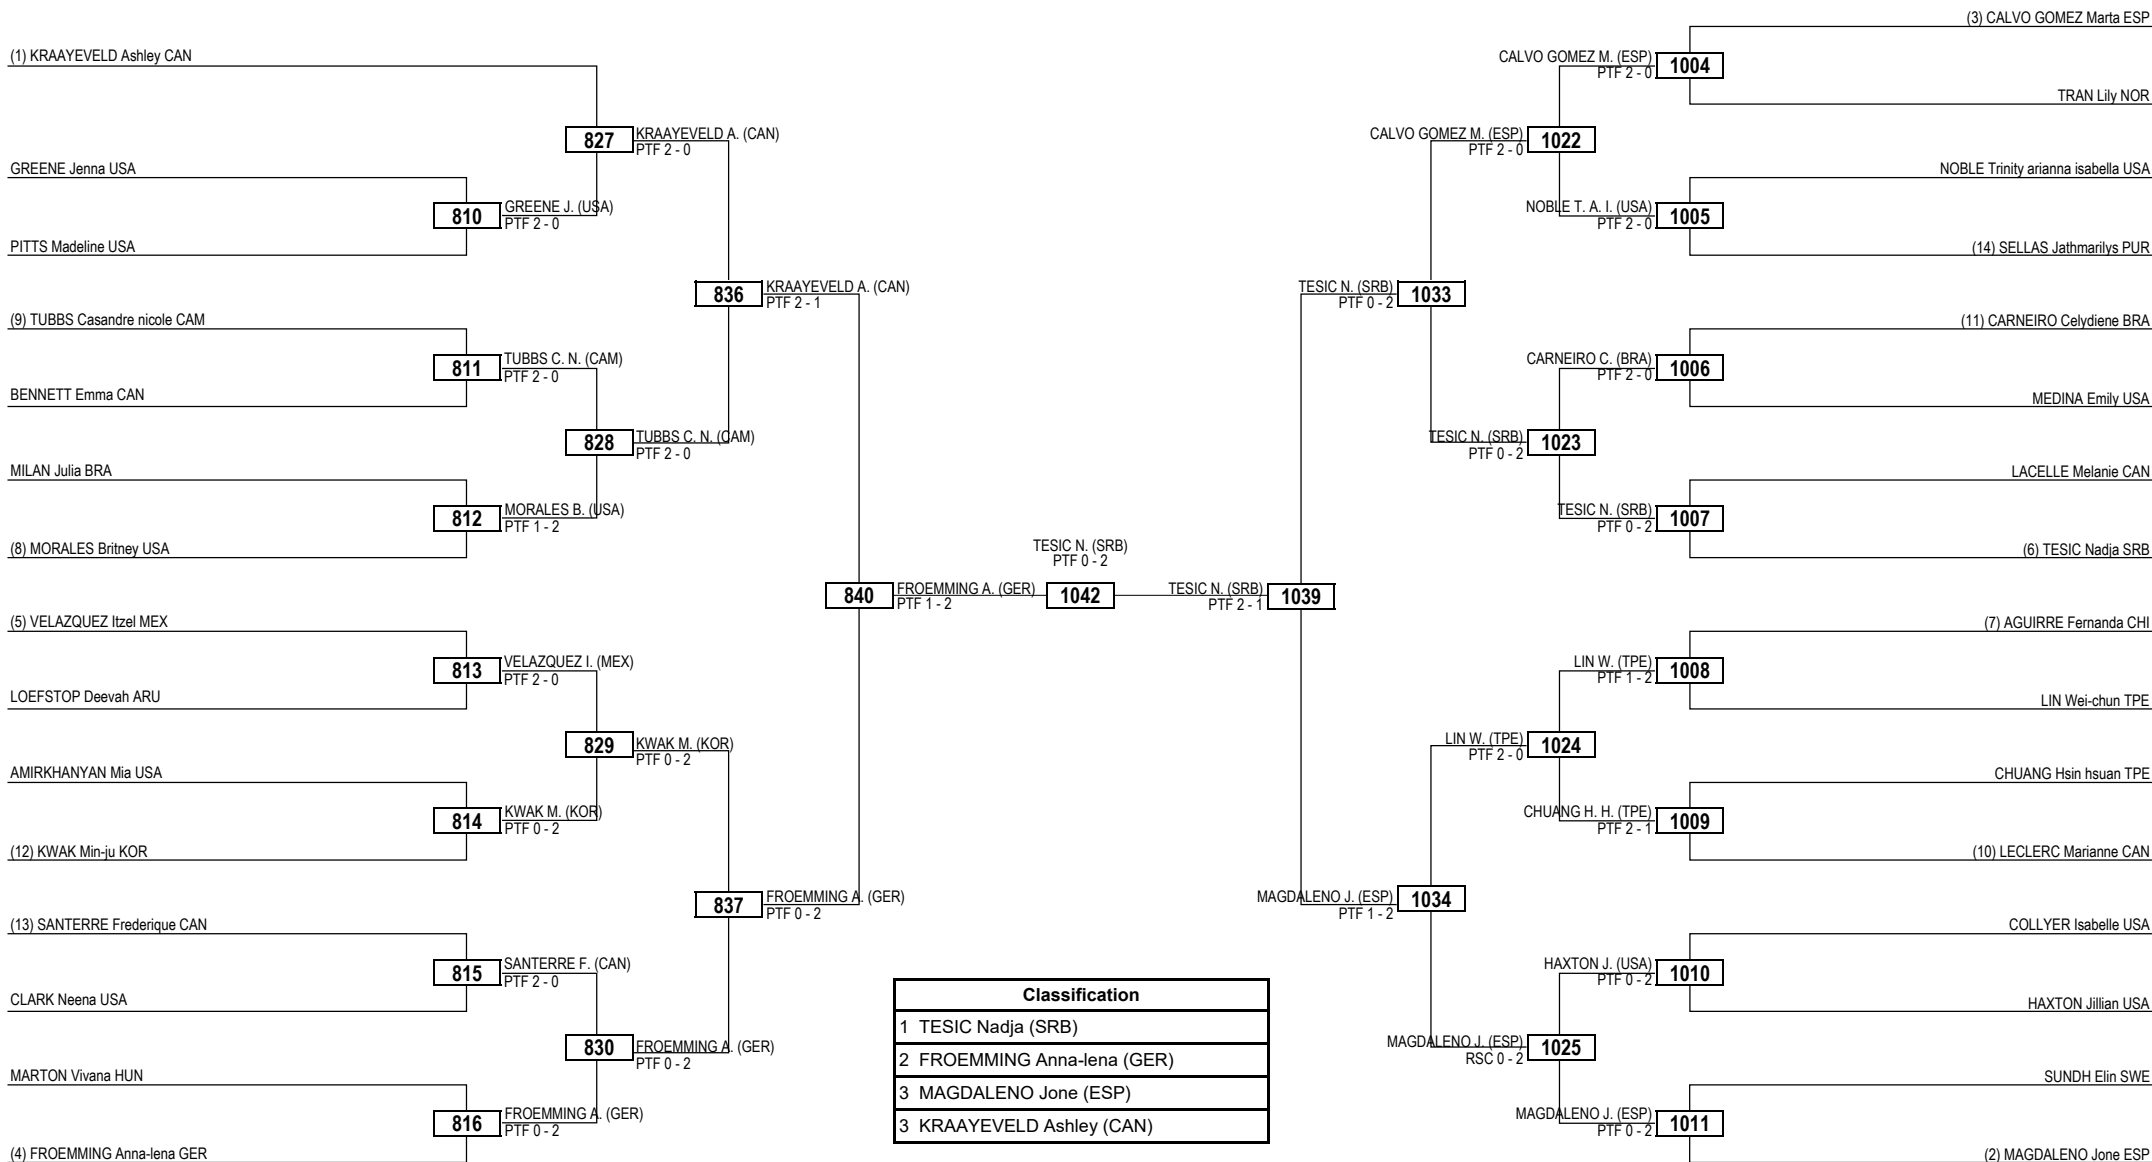 (3) CALVO GOMEZ Marta ESP
(1) KRAAYEVELD Ashley CAN
CALVO GOMEZ M. (ESP)
PTF 2 - 0
1004
TRAN Lily NOR
827
KRAAYEVELD A. (CAN)
PTF 2 - 0
CALVO GOMEZ M. (ESP)
PTF 2 - 0
1022
GREENE Jenna USA
NOBLE Trinity arianna isabella USA
810
GREENE J. (USA)
PTF 2 - 0
NOBLE T. A. I. (USA)
PTF 2 - 0
1005
PITTS Madeline USA
(14) SELLAS Jathmarilys PUR
836
KRAAYEVELD A. (CAN)
PTF 2 - 1
TESIC N. (SRB)
PTF 0 - 2
1033
(9) TUBBS Casandre nicole CAM
(11) CARNEIRO Celydiene BRA
811
TUBBS C. N. (CAM)
PTF 2 - 0
CARNEIRO C. (BRA)
PTF 2 - 0
1006
BENNETT Emma CAN
MEDINA Emily USA
828
TUBBS C. N. (CAM)
PTF 2 - 0
TESIC N. (SRB)
PTF 0 - 2
1023
MILAN Julia BRA
LACELLE Melanie CAN
812
MORALES B. (USA)
PTF 1 - 2
TESIC N. (SRB)
PTF 0 - 2
1007
(8) MORALES Britney USA
TESIC N. (SRB)
PTF 0 - 2
(6) TESIC Nadja SRB
840
FROEMMING A. (GER)
PTF 1 - 2
1042
TESIC N. (SRB)
PTF 2 - 1
1039
(5) VELAZQUEZ Itzel MEX
(7) AGUIRRE Fernanda CHI
813
VELAZQUEZ I. (MEX)
PTF 2 - 0
LIN W. (TPE)
PTF 1 - 2
1008
LOEFSTOP Deevah ARU
LIN Wei-chun TPE
829
KWAK M. (KOR)
PTF 0 - 2
LIN W. (TPE)
PTF 2 - 0
1024
AMIRKHANYAN Mia USA
CHUANG Hsin hsuan TPE
814
KWAK M. (KOR)
PTF 0 - 2
CHUANG H. H. (TPE)
PTF 2 - 1
1009
(12) KWAK Min-ju KOR
(10) LECLERC Marianne CAN
837
FROEMMING A. (GER)
PTF 0 - 2
MAGDALENO J. (ESP)
PTF 1 - 2
1034
(13) SANTERRE Frederique CAN
COLLYER Isabelle USA
815
SANTERRE F. (CAN)
PTF 2 - 0
HAXTON J. (USA)
PTF 0 - 2
1010
CLARK Neena USA
HAXTON Jillian USA
830
FROEMMING A. (GER)
PTF 0 - 2
MAGDALENO J. (ESP)
RSC 0 - 2
1025
MARTON Vivana HUN
SUNDH Elin SWE
816
FROEMMING A. (GER)
PTF 0 - 2
MAGDALENO J. (ESP)
PTF 0 - 2
1011
(4) FROEMMING Anna-lena GER
(2) MAGDALENO Jone ESP
Classification
1 TESIC Nadja (SRB)
2 FROEMMING Anna-lena (GER)
3 MAGDALENO Jone (ESP)
3 KRAAYEVELD Ashley (CAN)